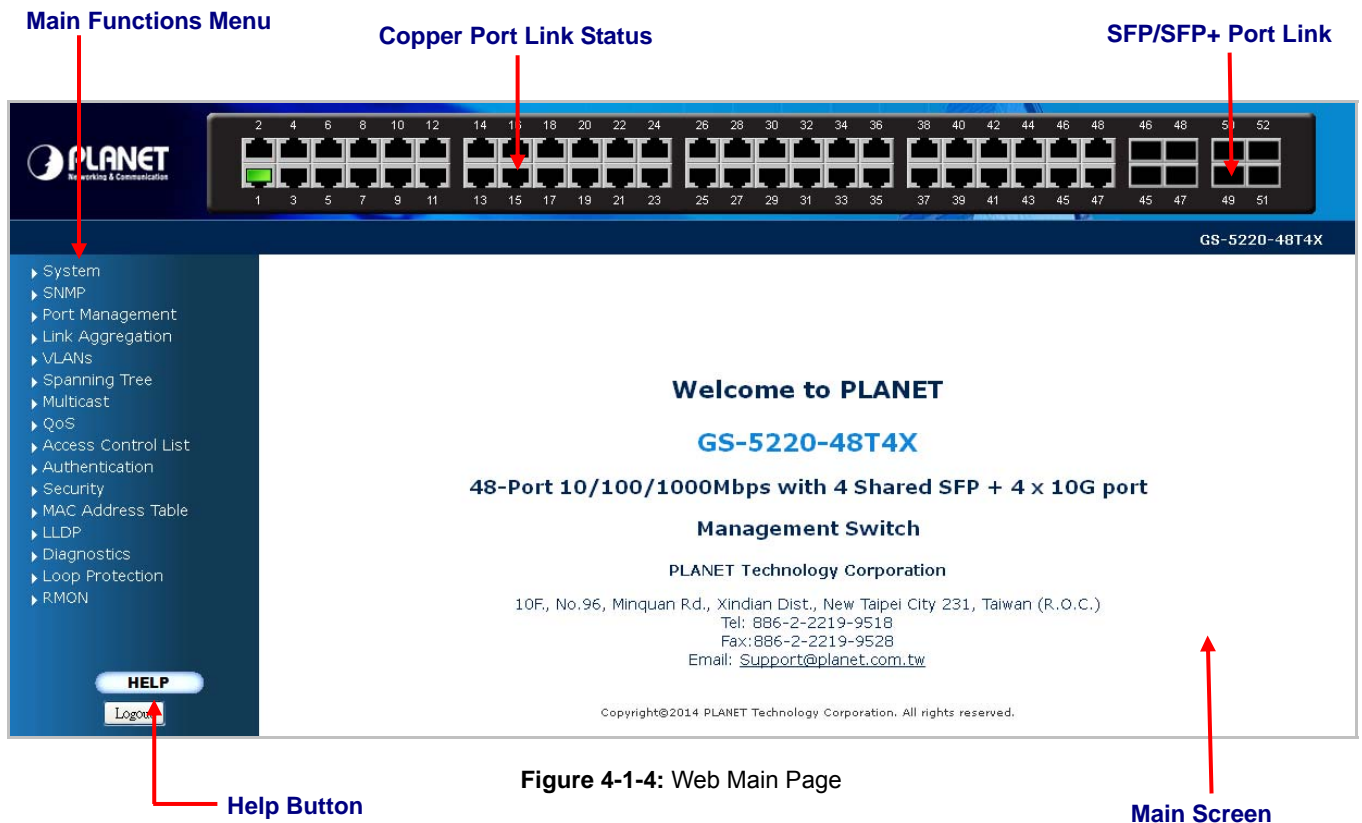 Main Functions Menu
Copper Port Link Status
SFP/SFP+ Port Link
2 4 6 8 10 12 14 16 18 20 22 24 26 28 30 32 34 36 38 40 42 44 46 48 46 48 50 52
PLANET
Networking & Communication
1 3 5 7 9 11 13 15 17 19 21 23 25 27 29 31 33 35 37 39 41 43 45 47 45 47 49 51
GS-5220-48T4X
System
SNMP
Port Management
Link Aggregation
VLANs
Spanning Tree
Multicast
QoS
Access Control List
Authentication
Security
MAC Address Table
LLDP
Diagnostics
Loop Protection
RMON
HELP
Logout
Welcome to PLANET
GS-5220-48T4X
48-Port 10/100/1000Mbps with 4 Shared SFP + 4 x 10G port
Management Switch
PLANET Technology Corporation
10F., No.96, Minquan Rd., Xindian Dist., New Taipei City 231, Taiwan (R.O.C.)
Tel: 886-2-2219-9518
Fax:886-2-2219-9528
Email: Support@planet.com.tw
Copyright©2014 PLANET Technology Corporation. All rights reserved.
Figure 4-1-4: Web Main Page
Help Button
Main Screen